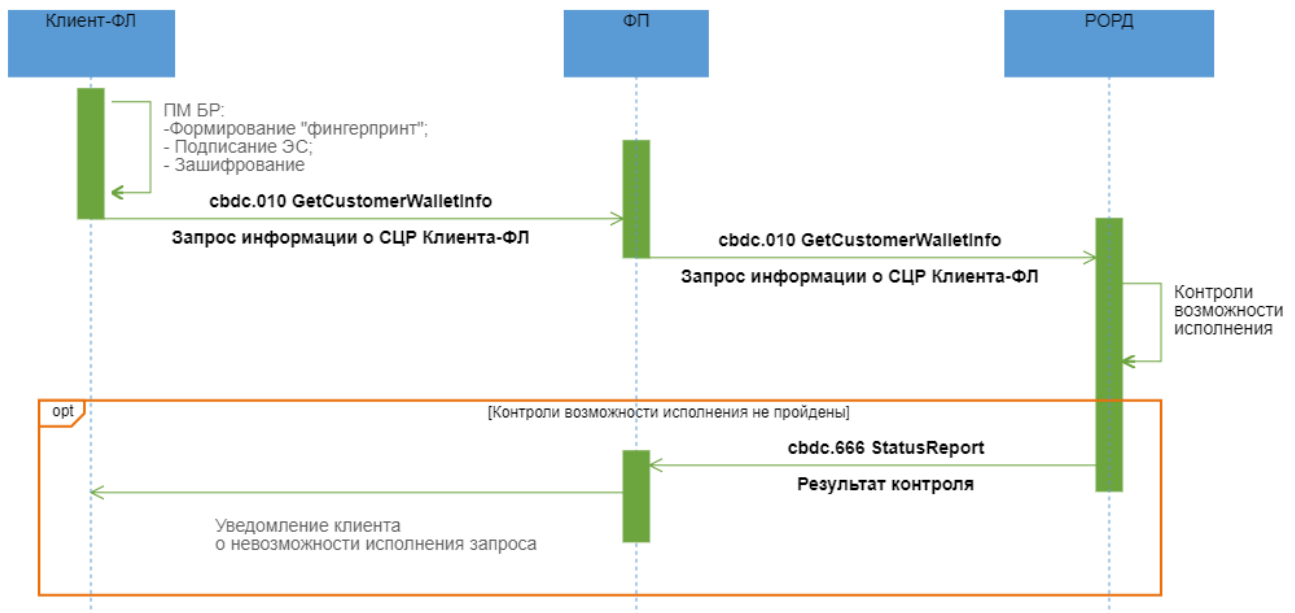 Клиент-ФЛ
ФП
РОРД
ПМ БР:
-Формирование "фингерпринт";
- Подписание ЭС;
- Зашифрование
cbdc.010 GetCustomerWalletInfo
Запрос информации о СЦР Клиента-ФЛ
cbdc.010 GetCustomerWalletInfo
Запрос информации о СЦР Клиента-ФЛ
Контроли
возможности
исполнения
opt
[Контроли возможности исполнения не пройдены]
cbdc.666 StatusReport
Результат контроля
Уведомление клиента
о невозможности исполнения запроса